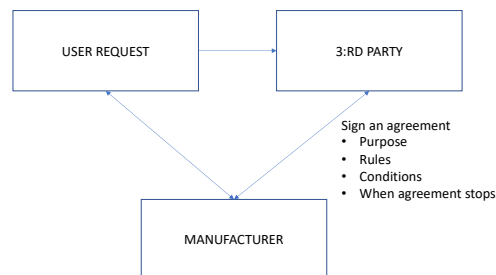 USER REQUEST
3:RD PARTY
Sign an agreement
• Purpose
• Rules
• Conditions
• When agreement stops
MANUFACTURER